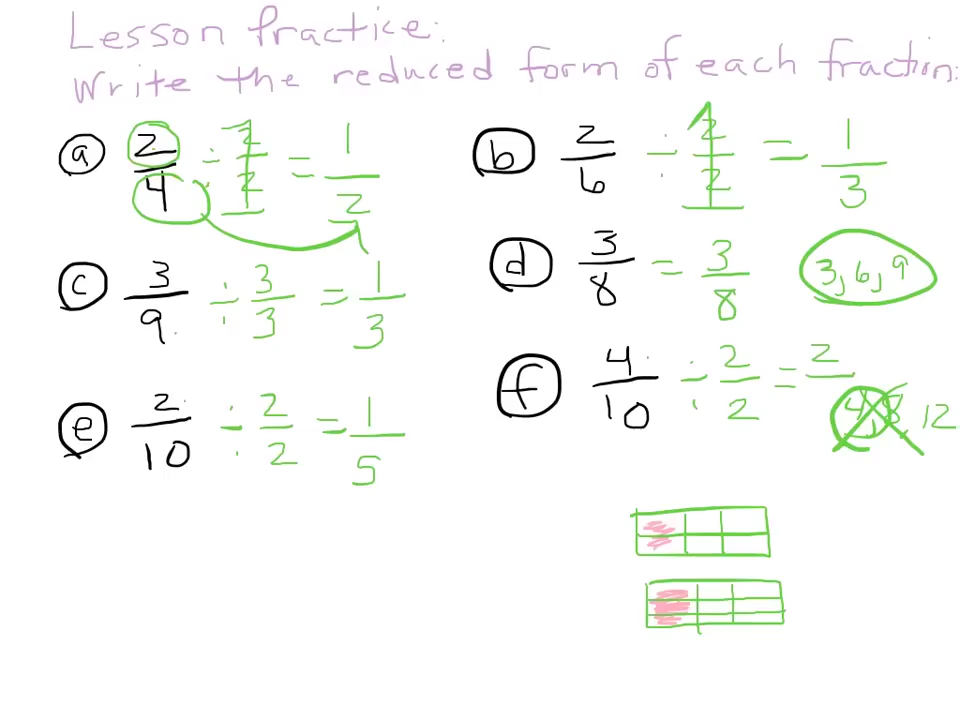 Lesson Practice:
Write the reduced form of each fraction:
a 2/4 ÷ 2/2 = 1/2
b 2/6 ÷ 2/2 = 1/3
c 3/9 ÷ 3/3 = 1/3
d 3/8 = 3/8 3, 6, 9
e 2/10 ÷ 2/2 = 1/5
f 4/10 ÷ 2/2 = 2/
4, 8, 12